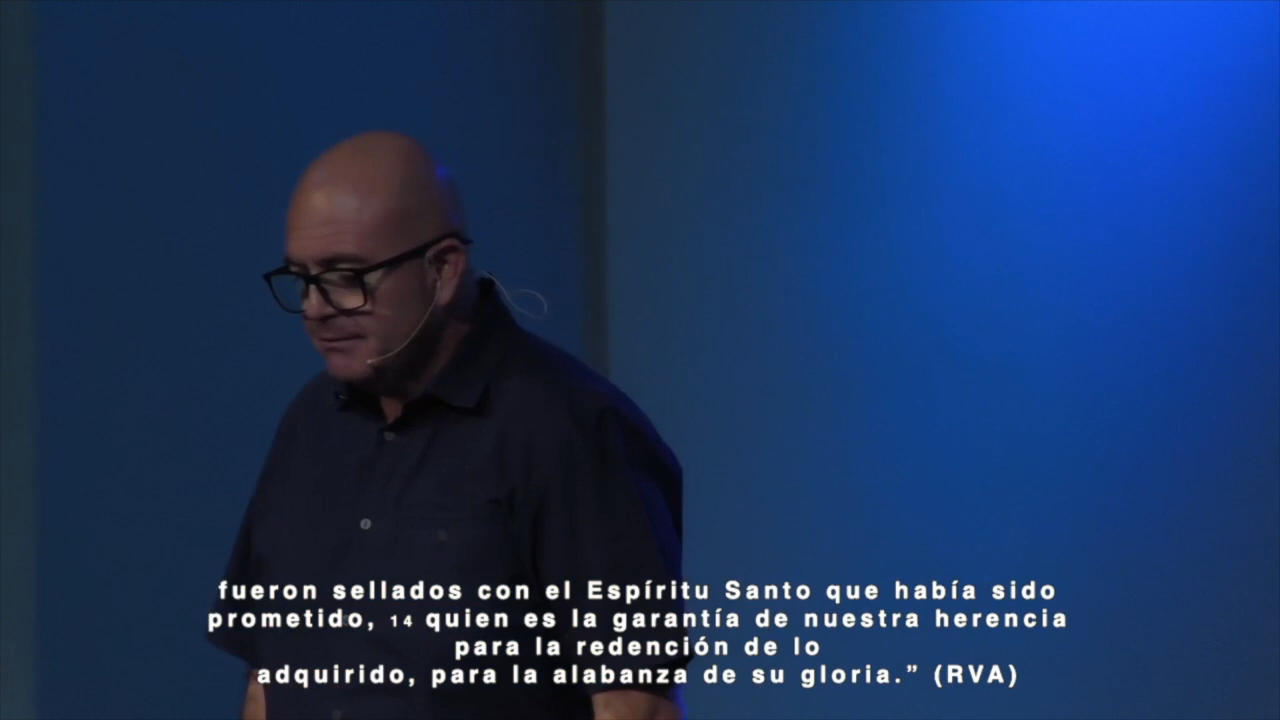 fueron sellados con el Espíritu Santo que había sido
prometido, 14 quien es la garantía de nuestra herencia
para la redención de lo
adquirido, para la alabanza de su gloria.” (RVA)